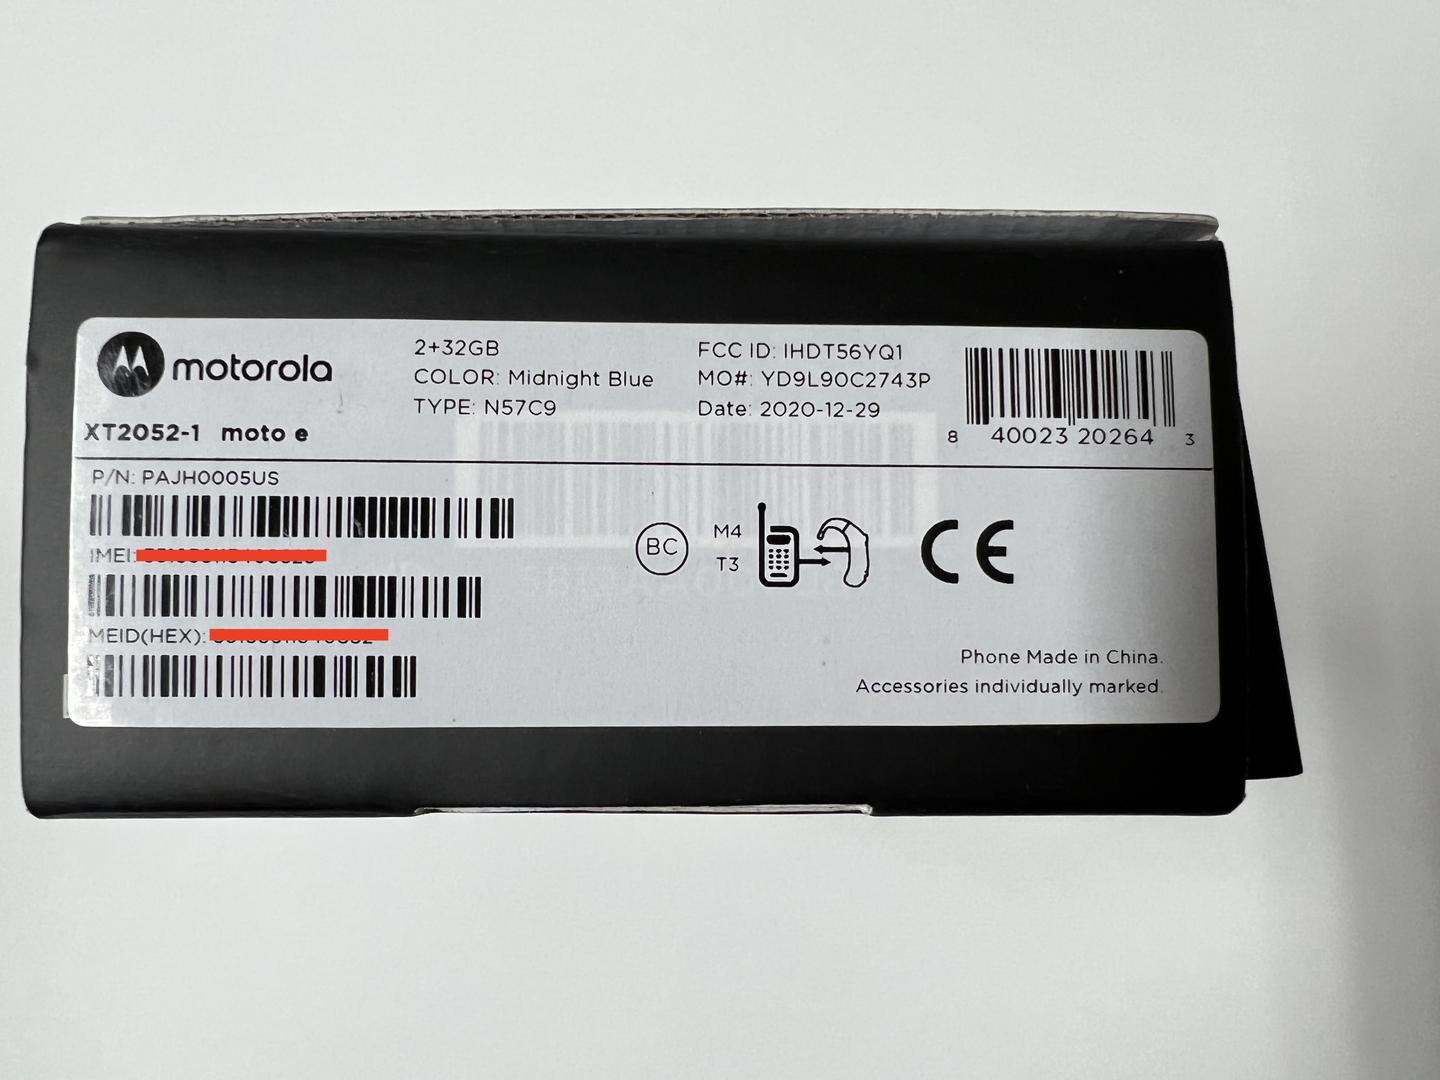 motorola
XT2052-1 moto e
2+32GB
COLOR: Midnight Blue
TYPE: N57C9
FCC ID: IHDT56YQ1
MO#: YD9L90C2743P
Date: 2020-12-29
8 40023 20264 3
P/N: PAJH0005US
IMEI:
MEID(HEX):
BC
M4
T3
CE
Phone Made in China.
Accessories individually marked.